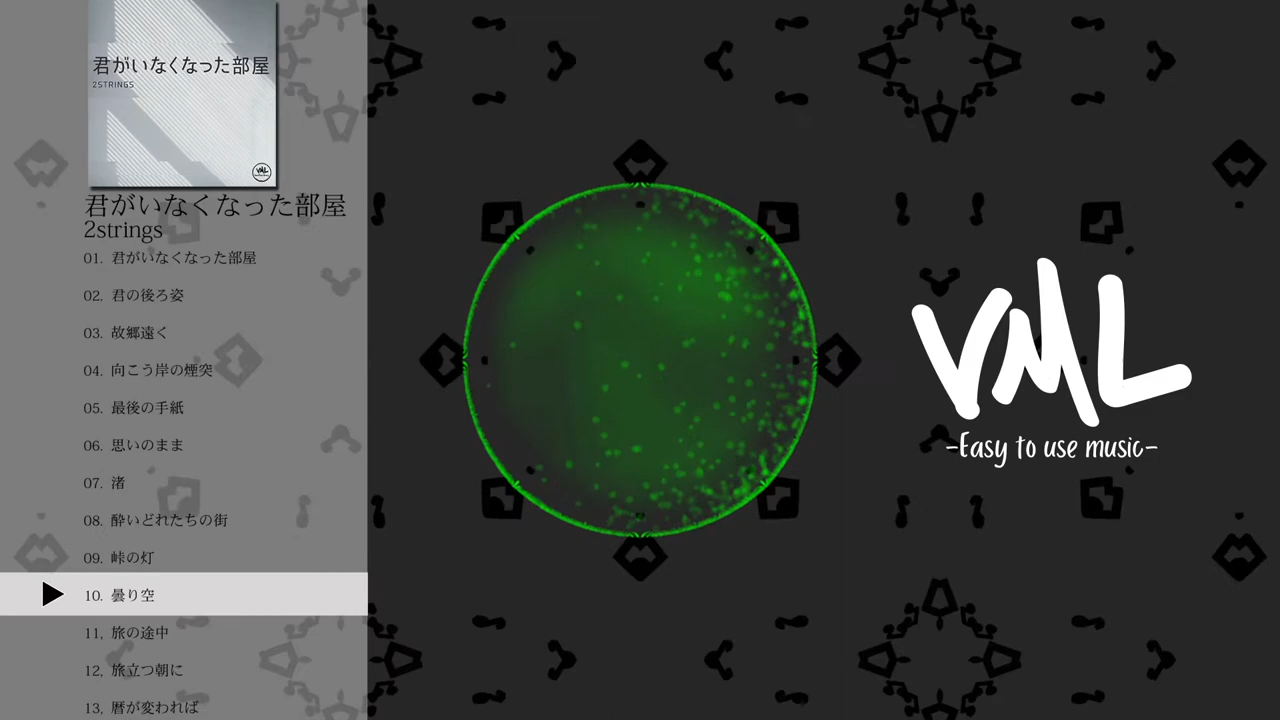 君がいなくなった部屋
2STRINGS
VML
君がいなくなった部屋
2strings
01. 君がいなくなった部屋
02. 君の後ろ姿
03. 故郷遠く
04. 向こう岸の煙突
05. 最後の手紙
06. 思いのまま
07. 渚
08. 酔いどれたちの街
09. 峠の灯
10. 曇り空
11, 旅の途中
12, 旅立つ朝に
13, 暦が変われば
VML
-Easy to use music-